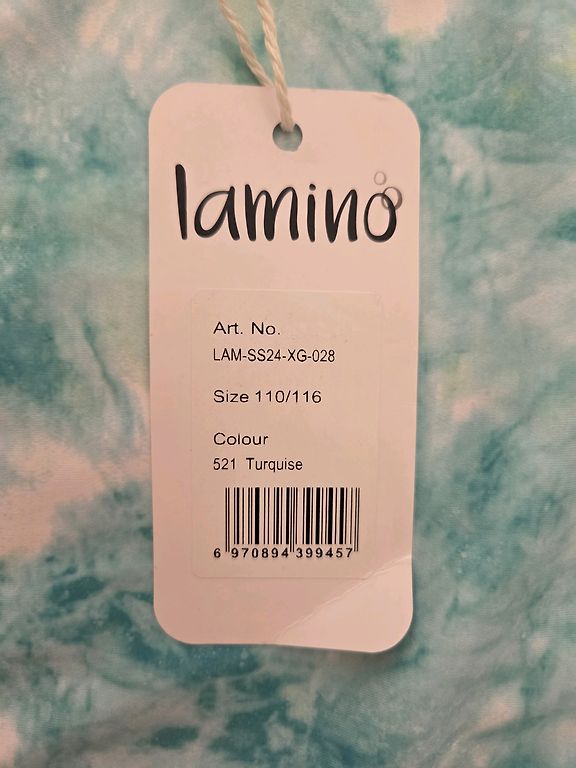 lamino
Art. No.
LAM-SS24-XG-028
Size 110/116
Colour
521 Turquise
6 970894 399457